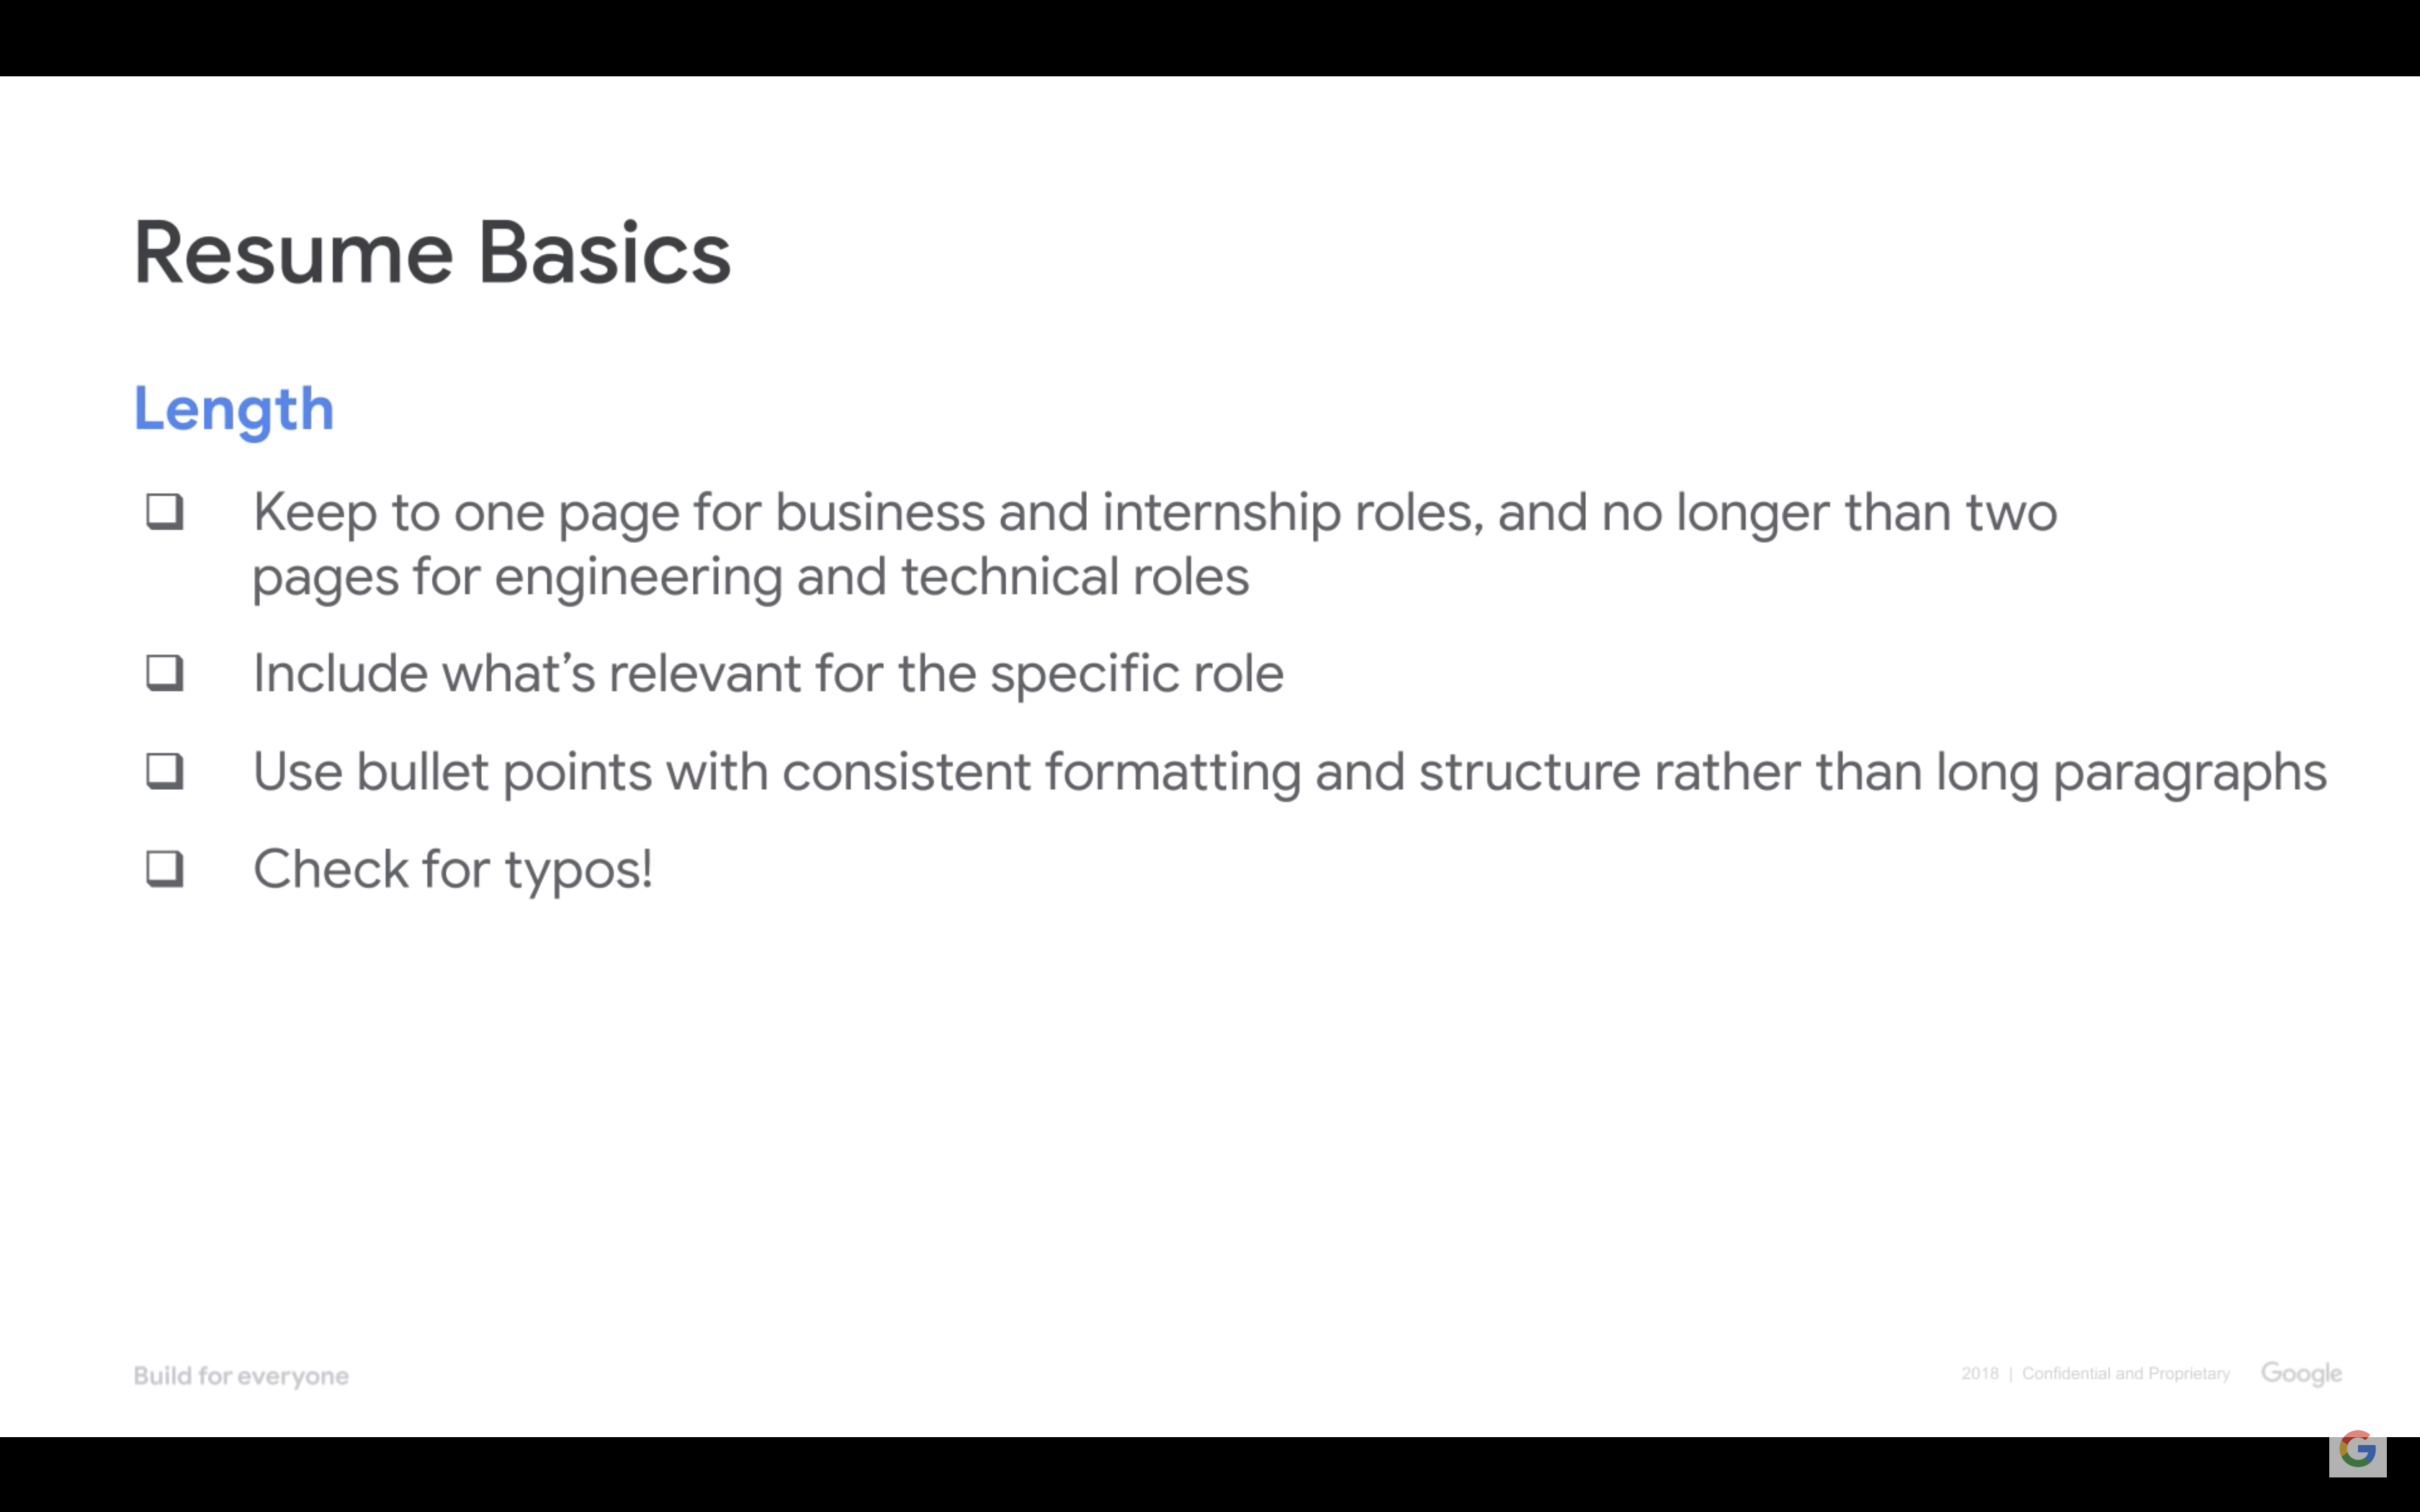 Resume Basics
Length
❑ Keep to one page for business and internship roles, and no longer than two
pages for engineering and technical roles
❑ Include what’s relevant for the specific role
❑ Use bullet points with consistent formatting and structure rather than long paragraphs
❑ Check for typos!
Build for everyone
2018 | Confidential and Proprietary Google
G